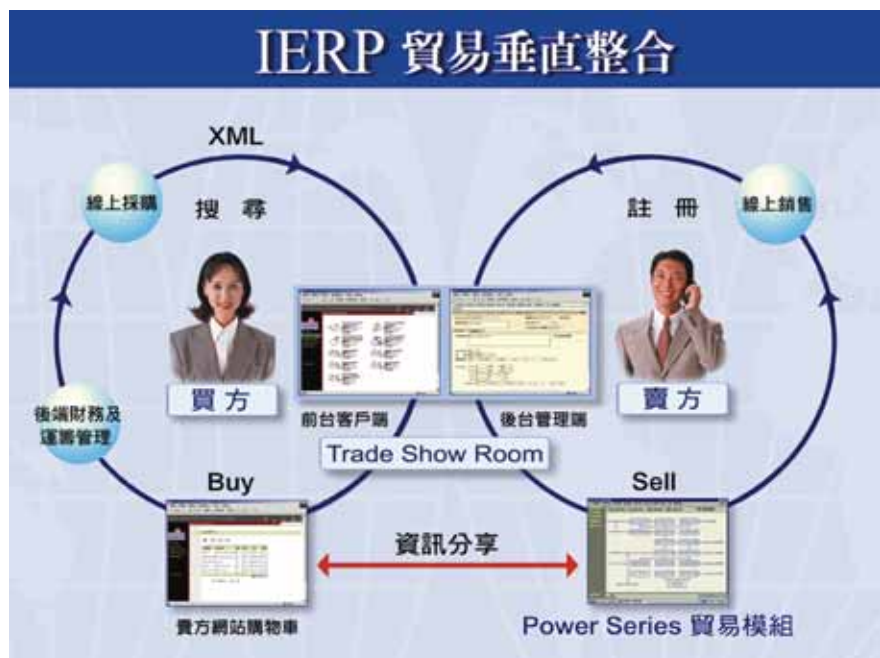 IERP 貿易垂直整合
XML
線上採購
搜 尋
註 冊
線上銷售
買方
賣方
後端財務及
運籌管理
前台客戶端
後台管理端
Trade Show Room
Buy
Sell
資訊分享
貴方網站購物車
Power Series 貿易模組